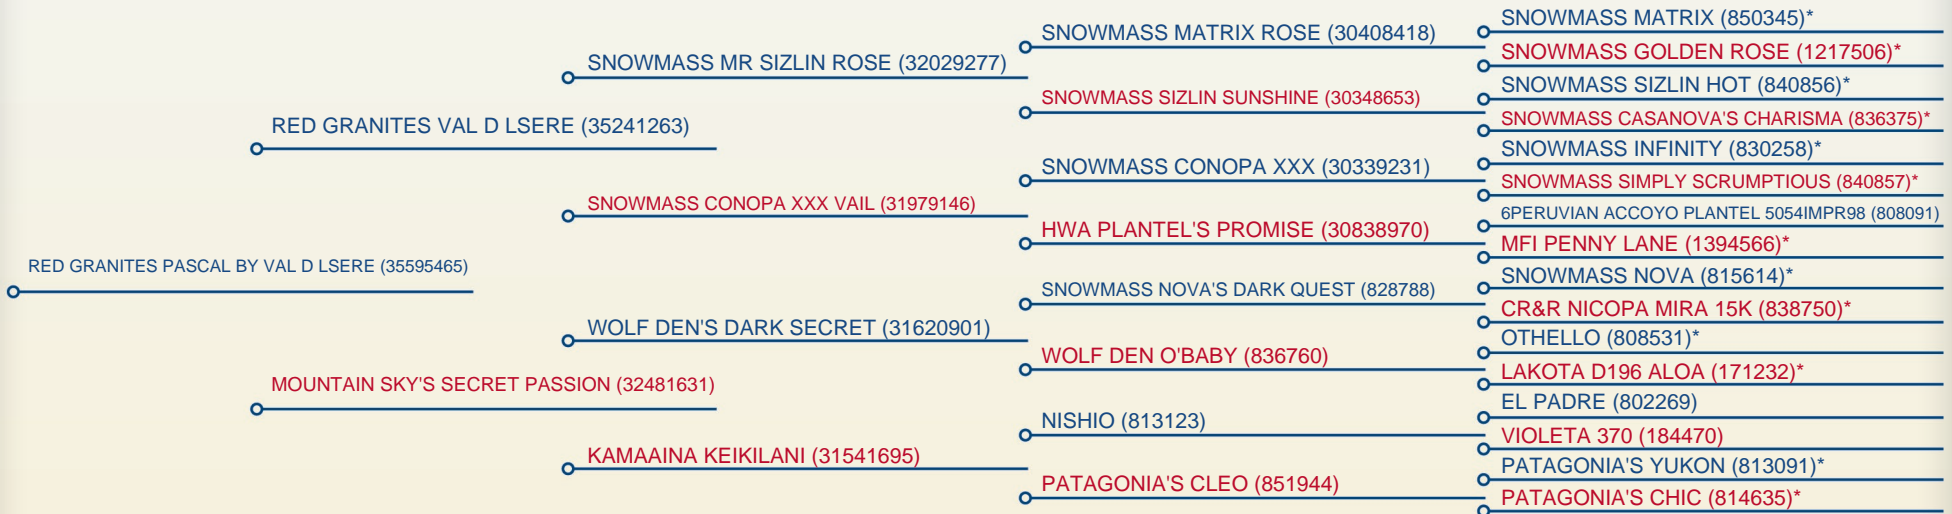 SNOWMASS MATRIX (850345)*
SNOWMASS MATRIX ROSE (30408418)
SNOWMASS GOLDEN ROSE (1217506)*
SNOWMASS MR SIZLIN ROSE (32029277)
SNOWMASS SIZLIN HOT (840856)*
SNOWMASS SIZLIN SUNSHINE (30348653)
SNOWMASS CASANOVA'S CHARISMA (836375)*
RED GRANITES VAL D LSERE (35241263)
SNOWMASS INFINITY (830258)*
SNOWMASS CONOPA XXX (30339231)
SNOWMASS SIMPLY SCRUMPTIOUS (840857)*
SNOWMASS CONOPA XXX VAIL (31979146)
6PERUVIAN ACCOYO PLANTEL 5054IMPR98 (808091)
HWA PLANTEL'S PROMISE (30838970)
MFI PENNY LANE (1394566)*
RED GRANITES PASCAL BY VAL D LSERE (35595465)
SNOWMASS NOVA (815614)*
SNOWMASS NOVA'S DARK QUEST (828788)
CR&R NICOPA MIRA 15K (838750)*
WOLF DEN'S DARK SECRET (31620901)
OTHELLO (808531)*
WOLF DEN O'BABY (836760)
LAKOTA D196 ALOA (171232)*
MOUNTAIN SKY'S SECRET PASSION (32481631)
EL PADRE (802269)
NISHIO (813123)
VIOLETA 370 (184470)
KAMAAINA KEIKILANI (31541695)
PATAGONIA'S YUKON (813091)*
PATAGONIA'S CLEO (851944)
PATAGONIA'S CHIC (814635)*